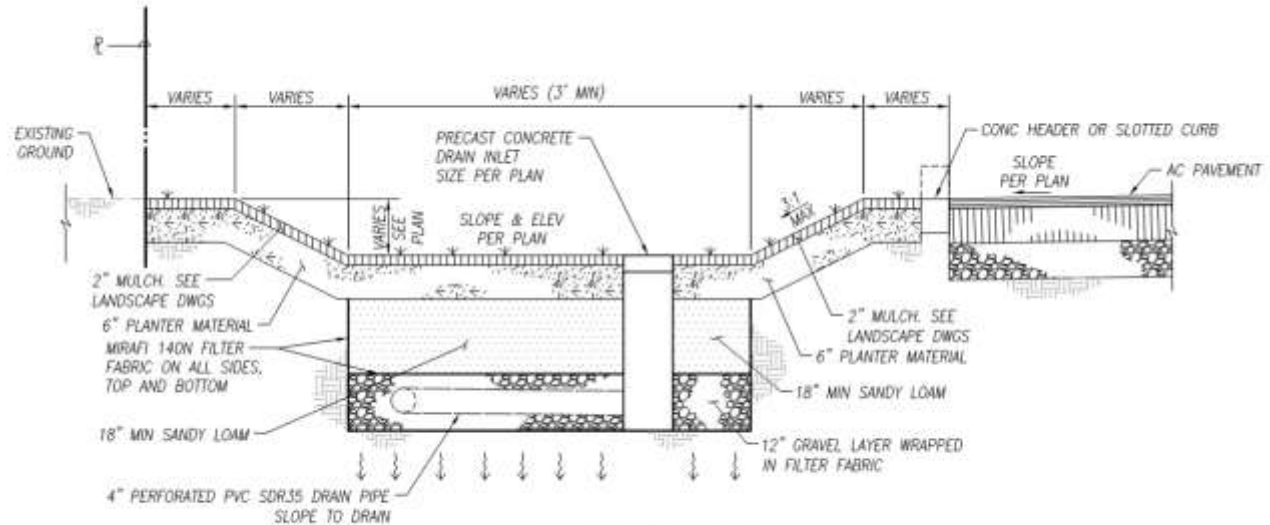 ℄
VARIES
VARIES
VARIES (3' MIN)
VARIES
VARIES
EXISTING
GROUND
PRECAST CONCRETE
DRAIN INLET
SIZE PER PLAN
CONC HEADER OR SLOTTED CURB
SLOPE
PER PLAN
AC PAVEMENT
VARIES
SEE
PLAN
SLOPE & ELEV
PER PLAN
3:1
MAX
2" MULCH. SEE
LANDSCAPE DWGS
6" PLANTER MATERIAL
MIRAFI 140N FILTER
FABRIC ON ALL SIDES,
TOP AND BOTTOM
18" MIN SANDY LOAM
4" PERFORATED PVC SDR35 DRAIN PIPE
SLOPE TO DRAIN
2" MULCH. SEE
LANDSCAPE DWGS
6" PLANTER MATERIAL
18" MIN SANDY LOAM
12" GRAVEL LAYER WRAPPED
IN FILTER FABRIC